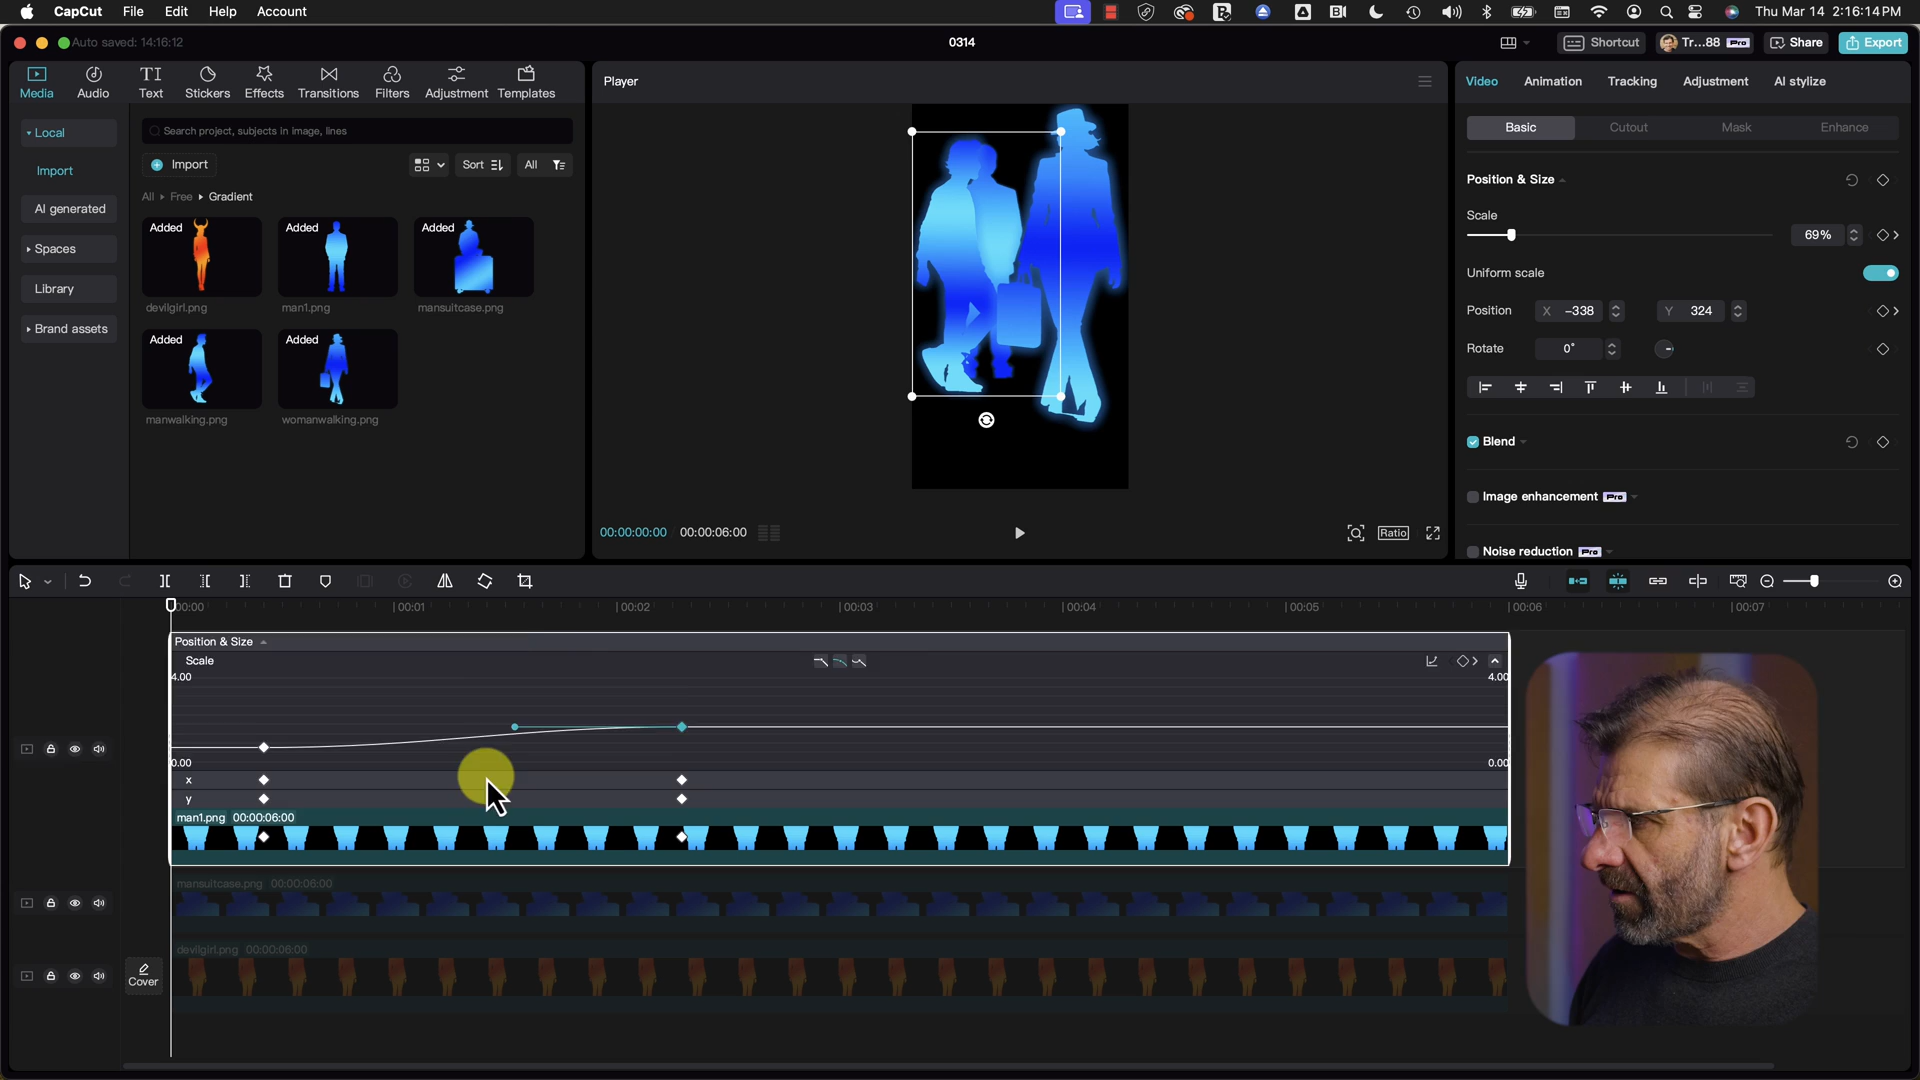 CapCut File Edit Help Account
Thu Mar 14 2:16:14 PM
Auto saved: 14:16:12
0314
Shortcut
Tr...88 Pro
Share
Export
Media
Audio
Text
Stickers
Effects
Transitions
Filters
Adjustment
Templates
Local
Import
AI generated
Spaces
Library
Brand assets
Search project, subjects in image, lines
Import
Sort
All
All Free Gradient
Added
Added
Added
devilgirl.png
man1.png
mansuitcase.png
Added
Added
manwalking.png
womanwalking.png
Player
00:00:00:00
00:00:06:00
Ratio
Video
Animation
Tracking
Adjustment
AI stylize
Basic
Cutout
Mask
Enhance
Position & Size
Scale
69%
Uniform scale
Position X -338 Y 324
Rotate 0°
Blend
Image enhancement Pro
Noise reduction Pro
00:00
00:01
00:02
00:03
00:04
00:05
00:06
00:07
Position & Size
Scale
4.00
4.00
0.00
0.00
x
y
man1.png 00:00:06:00
mansuitcase.png 00:00:06:00
devilgirl.png 00:00:06:00
Cover